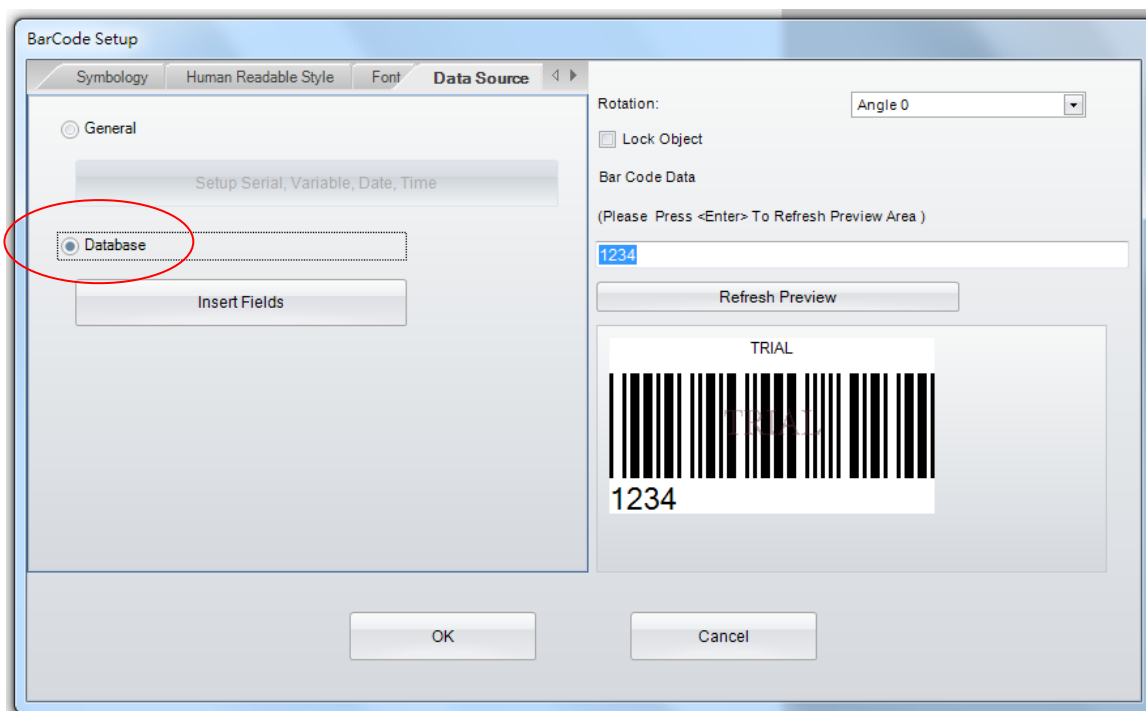 BarCode Setup
Symbology Human Readable Style Font Data Source
General
Setup Serial, Variable, Date, Time
Database
Insert Fields
Rotation: Angle 0
Lock Object
Bar Code Data
(Please Press <Enter> To Refresh Preview Area )
1234
Refresh Preview
TRIAL
TRIAL
1234
OK Cancel